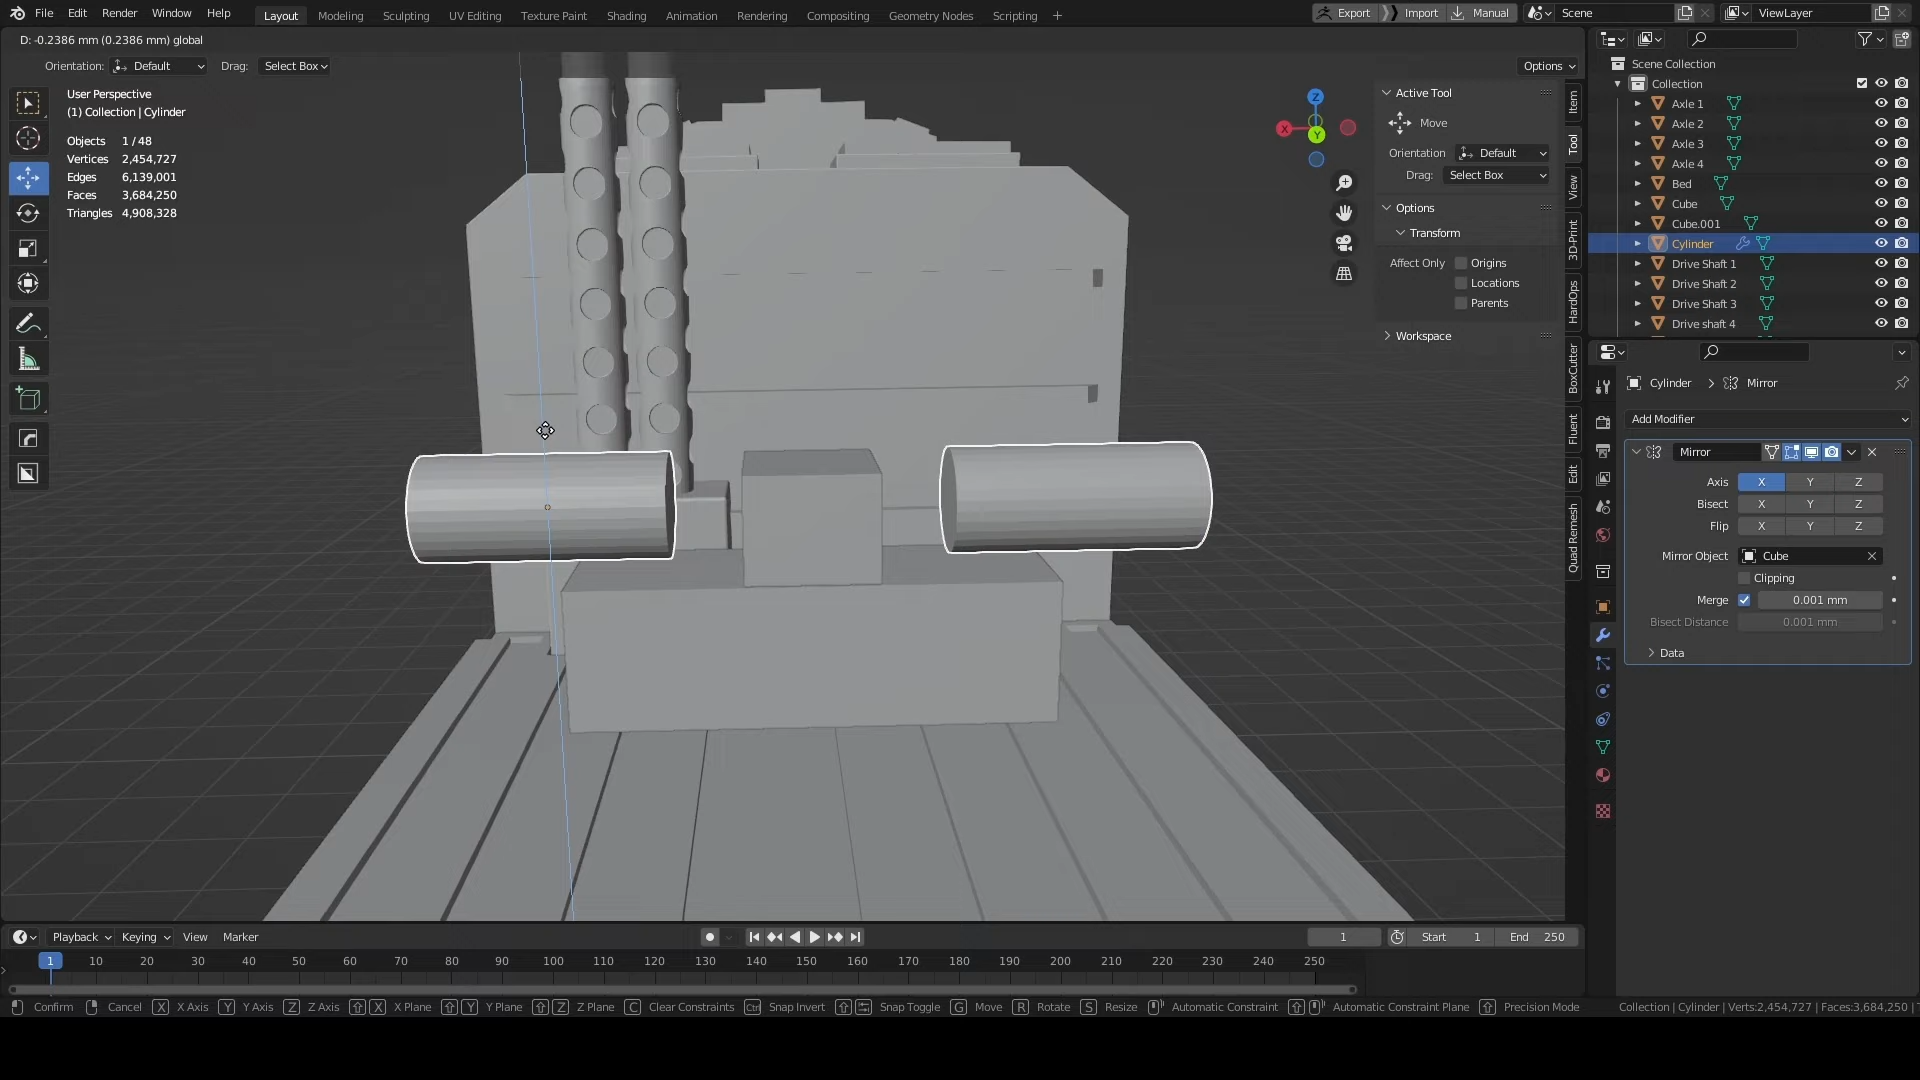 File Edit Render Window Help Layout Modeling Sculpting UV Editing Texture Paint Shading Animation Rendering Compositing Geometry Nodes Scripting + Export Import Manual Scene ViewLayer
D: -0.2386 mm (0.2386 mm) global
Orientation: Default Drag: Select Box Options
User Perspective
(1) Collection | Cylinder
Objects 1 / 48
Vertices 2,454,727
Edges 6,139,001
Faces 3,684,250
Triangles 4,908,328
Z
X
Y
Active Tool
Move
Orientation Default
Drag: Select Box
Options
Transform
Affect Only Origins
Locations
Parents
Workspace
Item
Tool
View
3D-Print
HardOps
BoxCutter
Fluent
Edit
Quad Remesh
Scene Collection
Collection
Axle 1
Axle 2
Axle 3
Axle 4
Bed
Cube
Cube.001
Cylinder
Drive Shaft 1
Drive Shaft 2
Drive Shaft 3
Drive shaft 4
Cylinder > Mirror
Add Modifier
Mirror
Axis X Y Z
Bisect X Y Z
Flip X Y Z
Mirror Object Cube
Clipping
Merge 0.001 mm
Bisect Distance 0.001 mm
Data
Playback Keying View Marker 1 Start 1 End 250
1 10 20 30 40 50 60 70 80 90 100 110 120 130 140 150 160 170 180 190 200 210 220 230 240 250
Confirm Cancel X X Axis Y Y Axis Z Z Axis X X Plane Y Y Plane Z Z Plane C Clear Constraints Ctrl Snap Invert Snap Toggle G Move R Rotate S Resize Automatic Constraint Automatic Constraint Plane Precision Mode Collection | Cylinder | Verts:2,454,727 | Faces:3,684,250 |